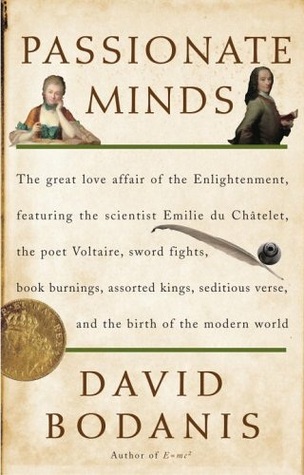 PASSIONATE
MINDS
The great love affair of the Enlightenment,
featuring the scientist Emilie du Châtelet,
the poet Voltaire, sword fights,
book burnings, assorted kings, seditious verse,
and the birth of the modern world
DAVID
BODANIS
Author of E=mc²